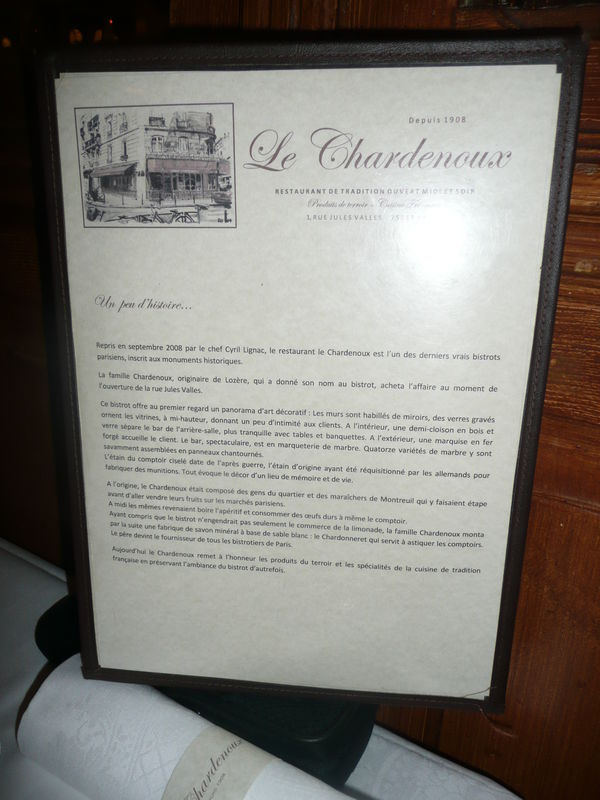 Depuis 1908
Le Chardenoux
RESTAURANT DE TRADITION OUVERT MIDI ET SOIR
Produits de terroir - Cuisine
1, RUE JULES VALLES
Un peu d'histoire...
Repris en septembre 2008 par le chef Cyril Lignac, le restaurant le Chardenoux est l'un des derniers vrais bistrots
parisiens, inscrit aux monuments historiques.
La famille Chardenoux, originaire de Lozère, qui a donné son nom au bistrot, acheta l'affaire au moment de
l'ouverture de la rue Jules Valles.
Ce bistrot offre au premier regard un panorama d'art décoratif : Les murs sont habillés de miroirs, des verres gravés
ornent les vitrines, à mi-hauteur, donnant un peu d'intimité aux clients. A l'intérieur, une demi-cloison en bois et
verre sépare le bar de l'arrière-salle, plus tranquille avec tables et banquettes. A l'extérieur, une marquise en fer
forgé accueille le client. Le bar, spectaculaire, est en marqueterie de marbre. Quatorze variétés de marbre y sont
savamment assemblées en panneaux chantournés.
L'étain du comptoir ciselé date de l'après guerre, l'étain d'origine ayant été réquisitionné par les allemands pour
fabriquer des munitions. Tout évoque le décor d'un lieu de mémoire et de vie.
A l'origine, le Chardenoux était composé des gens du quartier et des maraîchers de Montreuil qui y faisaient étape
avant d'aller vendre leurs fruits sur les marchés parisiens.
A midi les mêmes revenaient boire l'apéritif et consommer des œufs durs à même le comptoir.
Ayant compris que le bistrot n'engendrait pas seulement le commerce de la limonade, la famille Chardenoux monta
par la suite une fabrique de savon minéral à base de sable blanc : le Chardonneret qui servit à astiquer les comptoirs.
Le père devint le fournisseur de tous les bistrotiers de Paris.
Aujourd'hui le Chardenoux remet à l'honneur les produits du terroir et les spécialités de la cuisine de tradition
française en préservant l'ambiance du bistrot d'autrefois.
Chardenoux